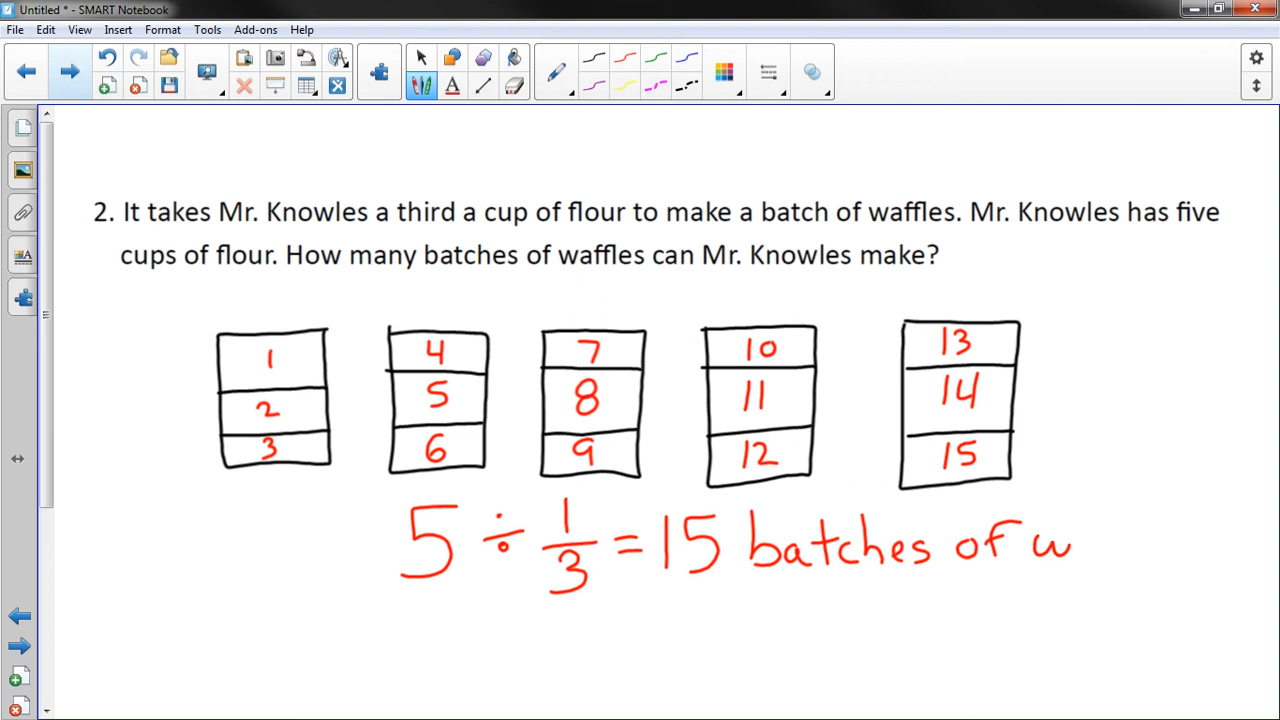 Untitled * - SMART Notebook
File Edit View Insert Format Tools Add-ons Help
2. It takes Mr. Knowles a third a cup of flour to make a batch of waffles. Mr. Knowles has five
cups of flour. How many batches of waffles can Mr. Knowles make?
1 4 7 10 13
2 5 8 11 14
3 6 9 12 15
5 ÷ 1/3 = 15 batches of w